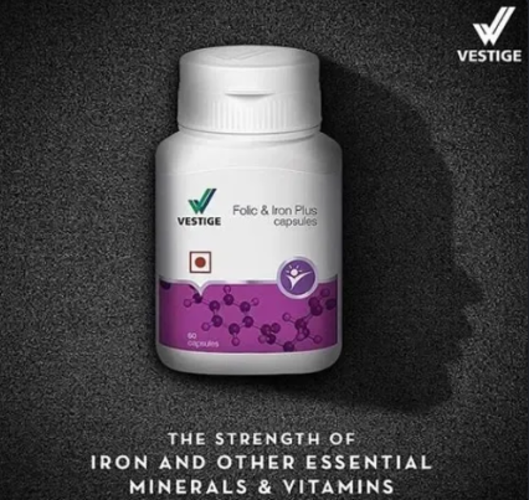 VESTIGE
VESTIGE
Folic & Iron Plus
capsules
60
capsules
THE STRENGTH OF
IRON AND OTHER ESSENTIAL
MINERALS & VITAMINS